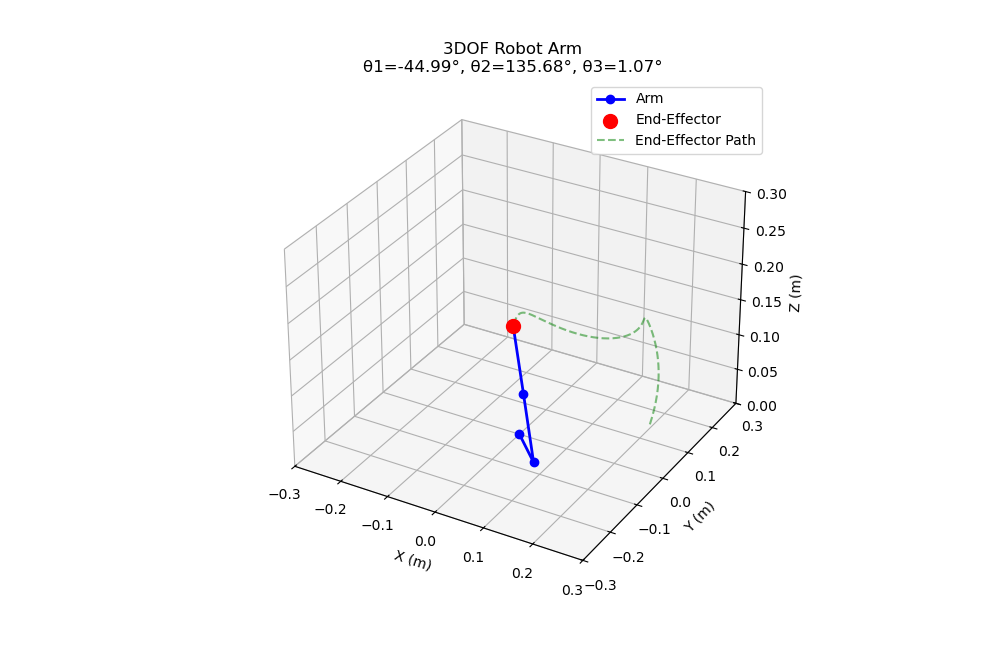 3DOF Robot Arm
θ1=-44.99°, θ2=135.68°, θ3=1.07°
Arm
End-Effector
End-Effector Path
0.30
0.25
0.20
0.15
0.10
0.05
0.00
Z (m)
0.3
0.2
0.1
0.0
−0.1
−0.2
−0.3
Y (m)
−0.3
−0.2
−0.1
0.0
0.1
0.2
0.3
X (m)